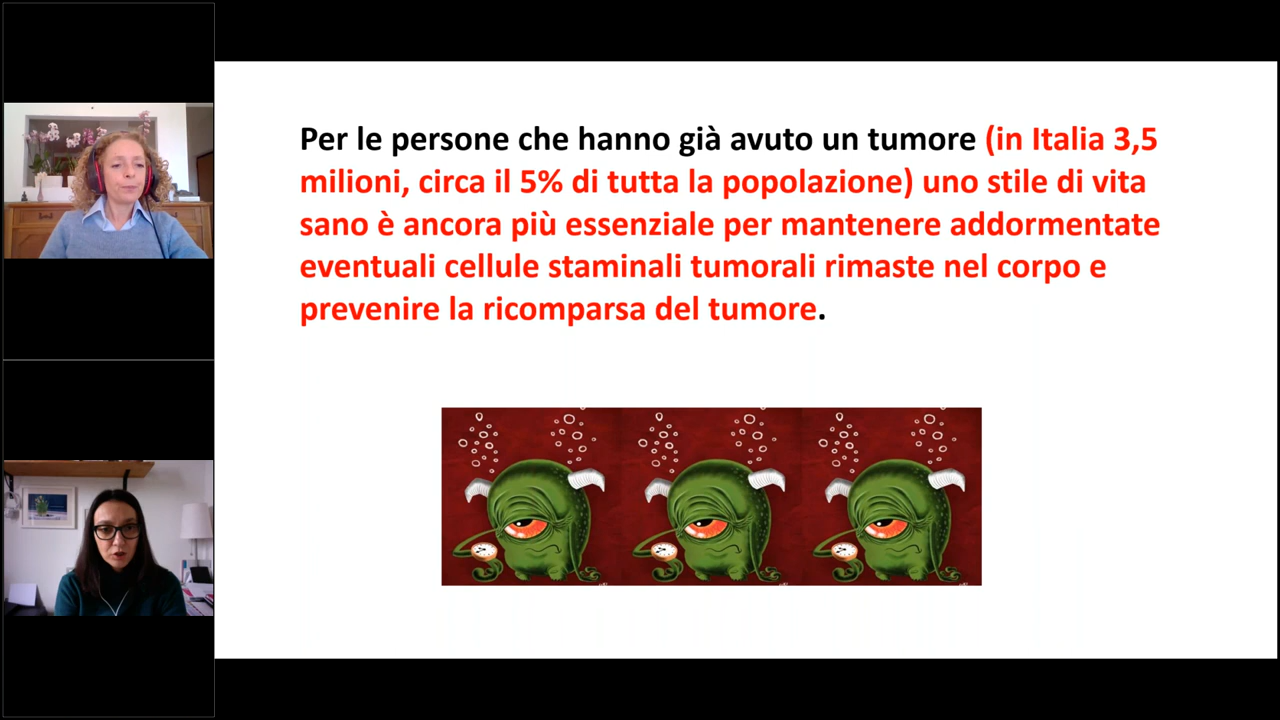 Per le persone che hanno già avuto un tumore (in Italia 3,5
milioni, circa il 5% di tutta la popolazione) uno stile di vita
sano è ancora più essenziale per mantenere addormentate
eventuali cellule staminali tumorali rimaste nel corpo e
prevenire la ricomparsa del tumore.